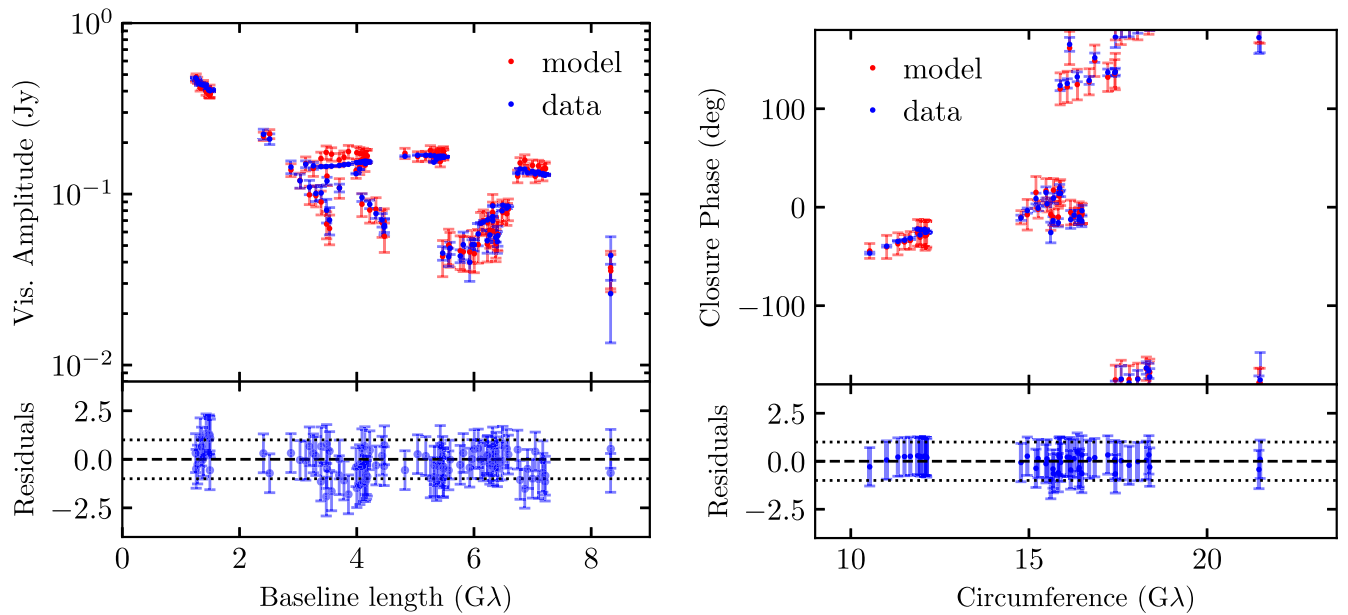 10⁰
10⁻¹
10⁻²
Vis. Amplitude (Jy)
model
data
2.5
0.0
−2.5
Residuals
0 2 4 6 8
Baseline length (Gλ)
100
0
−100
Closure Phase (deg)
model
data
2.5
0.0
−2.5
Residuals
10 15 20
Circumference (Gλ)